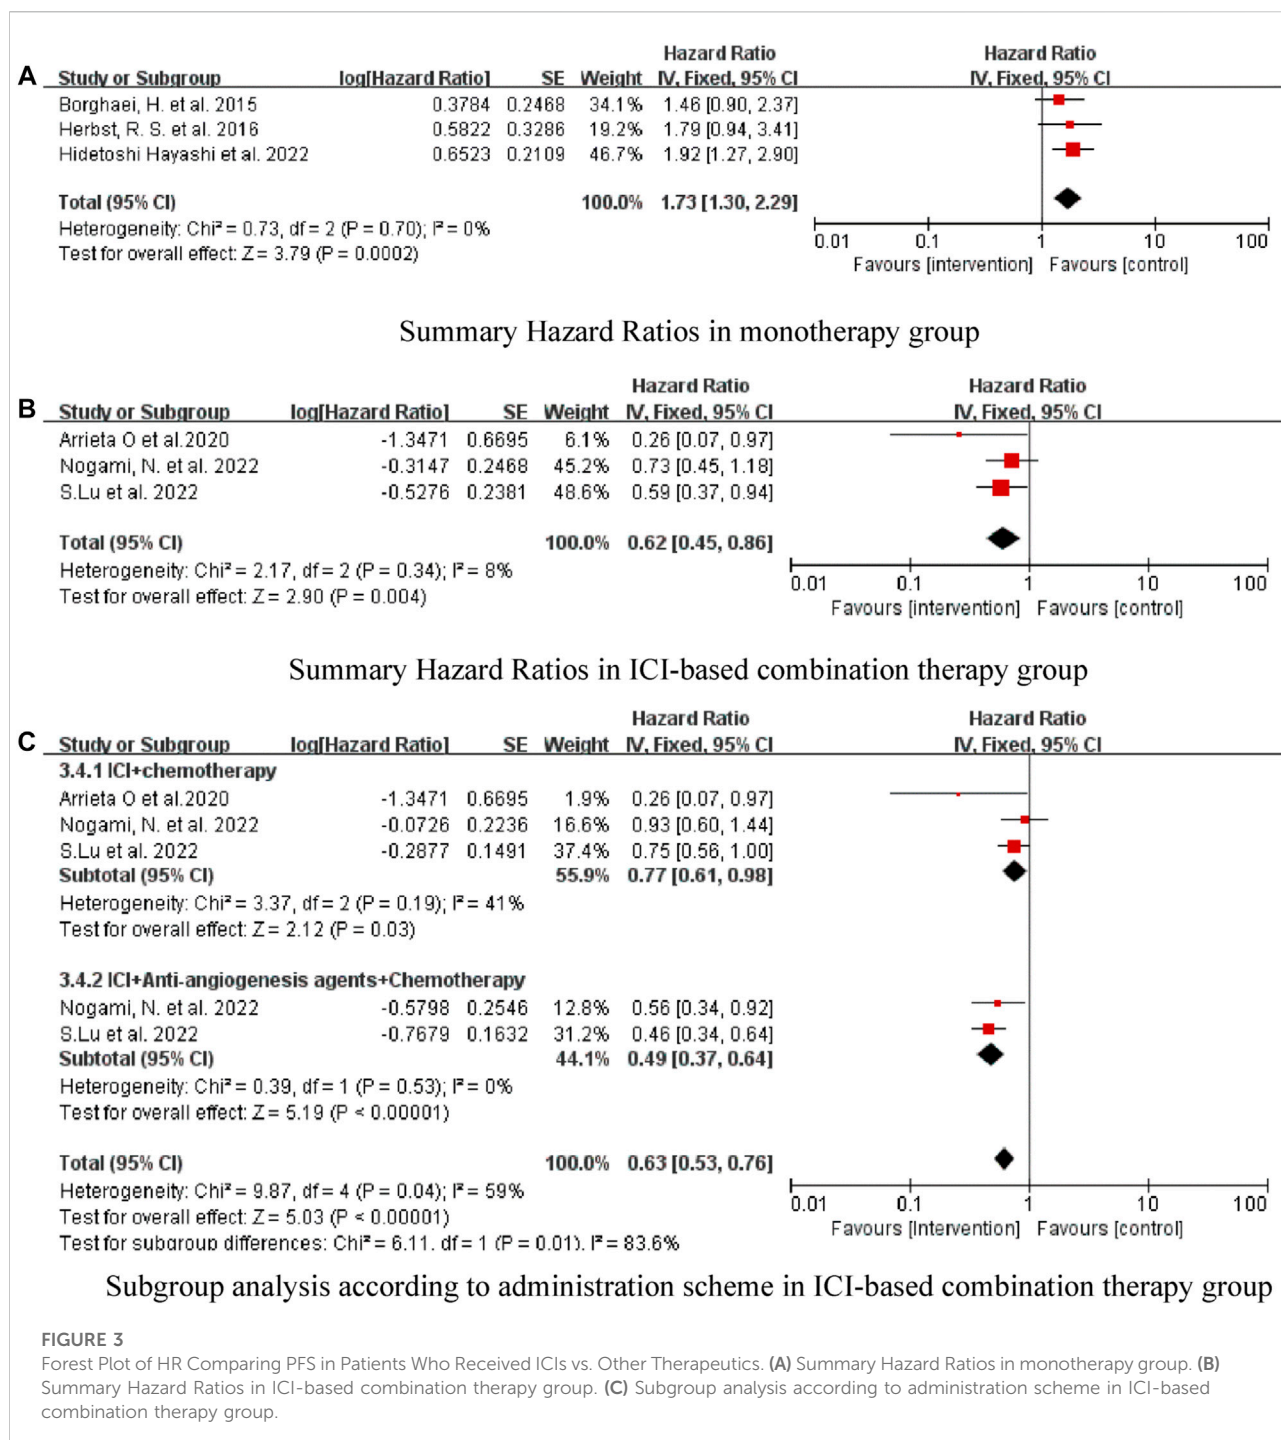 A
Hazard Ratio Hazard Ratio
Study or Subgroup log[Hazard Ratio] SE Weight IV, Fixed, 95% CI IV, Fixed, 95% CI
Borghaei, H. et al. 2015 0.3784 0.2468 34.1% 1.46 [0.90, 2.37]
Herbst, R. S. et al. 2016 0.5822 0.3286 19.2% 1.79 [0.94, 3.41]
Hidetoshi Hayashi et al. 2022 0.6523 0.2109 46.7% 1.92 [1.27, 2.90]
Total (95% CI) 100.0% 1.73 [1.30, 2.29]
Heterogeneity: Chi² = 0.73, df = 2 (P = 0.70); I² = 0%
Test for overall effect: Z = 3.79 (P = 0.0002)
0.01 0.1 1 10 100
Favours [intervention] Favours [control]
Summary Hazard Ratios in monotherapy group
B
Hazard Ratio Hazard Ratio
Study or Subgroup log[Hazard Ratio] SE Weight IV, Fixed, 95% CI IV, Fixed, 95% CI
Arrieta O et al.2020 -1.3471 0.6695 6.1% 0.26 [0.07, 0.97]
Nogami, N. et al. 2022 -0.3147 0.2468 45.2% 0.73 [0.45, 1.18]
S.Lu et al. 2022 -0.5276 0.2381 48.6% 0.59 [0.37, 0.94]
Total (95% CI) 100.0% 0.62 [0.45, 0.86]
Heterogeneity: Chi² = 2.17, df = 2 (P = 0.34); I² = 8%
Test for overall effect: Z = 2.90 (P = 0.004)
0.01 0.1 1 10 100
Favours [intervention] Favours [control]
Summary Hazard Ratios in ICI-based combination therapy group
C
Hazard Ratio Hazard Ratio
Study or Subgroup log[Hazard Ratio] SE Weight IV, Fixed, 95% CI IV, Fixed, 95% CI
3.4.1 ICI+chemotherapy
Arrieta O et al.2020 -1.3471 0.6695 1.9% 0.26 [0.07, 0.97]
Nogami, N. et al. 2022 -0.0726 0.2236 16.6% 0.93 [0.60, 1.44]
S.Lu et al. 2022 -0.2877 0.1491 37.4% 0.75 [0.56, 1.00]
Subtotal (95% CI) 55.9% 0.77 [0.61, 0.98]
Heterogeneity: Chi² = 3.37, df = 2 (P = 0.19); I² = 41%
Test for overall effect: Z = 2.12 (P = 0.03)
3.4.2 ICI+Anti-angiogenesis agents+Chemotherapy
Nogami, N. et al. 2022 -0.5798 0.2546 12.8% 0.56 [0.34, 0.92]
S.Lu et al. 2022 -0.7679 0.1632 31.2% 0.46 [0.34, 0.64]
Subtotal (95% CI) 44.1% 0.49 [0.37, 0.64]
Heterogeneity: Chi² = 0.39, df = 1 (P = 0.53); I² = 0%
Test for overall effect: Z = 5.19 (P < 0.00001)
Total (95% CI) 100.0% 0.63 [0.53, 0.76]
Heterogeneity: Chi² = 9.87, df = 4 (P = 0.04); I² = 59%
Test for overall effect: Z = 5.03 (P < 0.00001)
Test for subgroup differences: Chi² = 6.11, df = 1 (P = 0.01), I² = 83.6%
0.01 0.1 1 10 100
Favours [Intervention] Favours [control]
Subgroup analysis according to administration scheme in ICI-based combination therapy group
FIGURE 3
Forest Plot of HR Comparing PFS in Patients Who Received ICIs vs. Other Therapeutics. (A) Summary Hazard Ratios in monotherapy group. (B)
Summary Hazard Ratios in ICI-based combination therapy group. (C) Subgroup analysis according to administration scheme in ICI-based
combination therapy group.